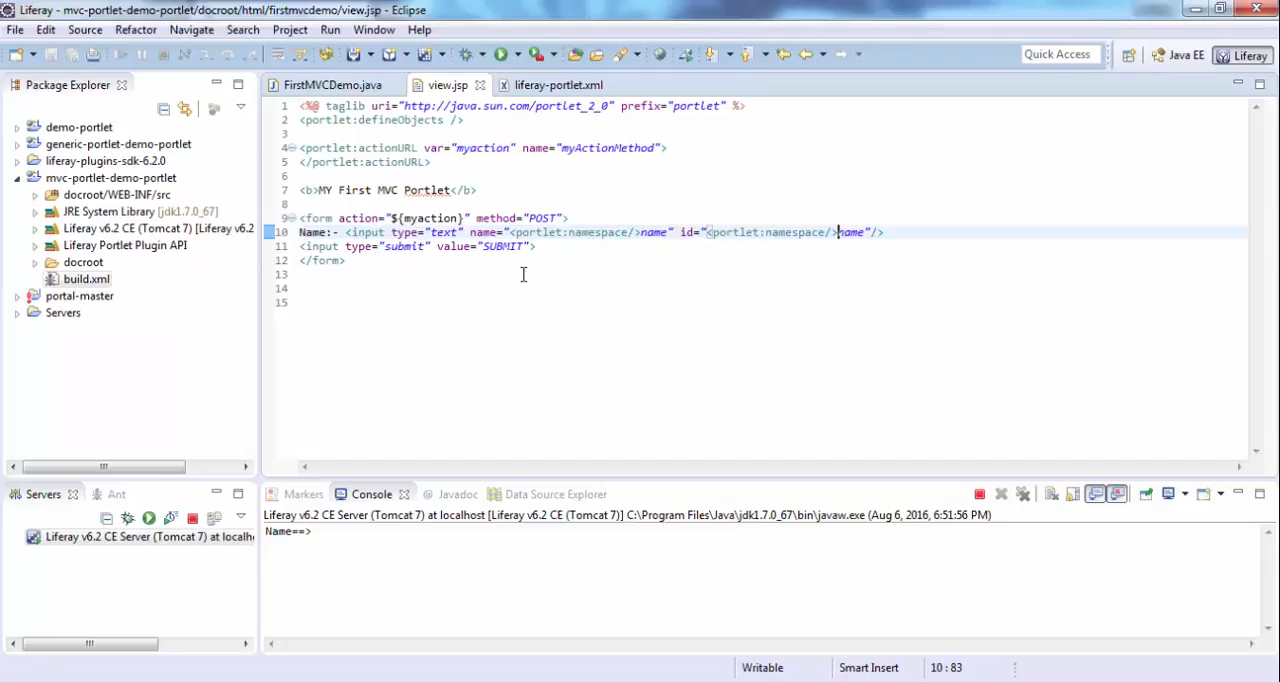 Liferay - mvc-portlet-demo-portlet/docroot/html/firstmvcdemo/view.jsp - Eclipse
File Edit Source Refactor Navigate Search Project Run Window Help
Quick Access Java EE Liferay
Package Explorer
demo-portlet
generic-portlet-demo-portlet
liferay-plugins-sdk-6.2.0
mvc-portlet-demo-portlet
docroot/WEB-INF/src
JRE System Library [jdk1.7.0_67]
Liferay v6.2 CE (Tomcat 7) [Liferay v6.2
Liferay Portlet Plugin API
docroot
build.xml
portal-master
Servers
FirstMVCDemo.java view.jsp liferay-portlet.xml
1 <%@ taglib uri="http://java.sun.com/portlet_2_0" prefix="portlet" %>
2 <portlet:defineObjects />
3
4 <portlet:actionURL var="myaction" name="myActionMethod">
5 </portlet:actionURL>
6
7 <b>MY First MVC Portlet</b>
8
9 <form action="${myaction}" method="POST">
10 Name:- <input type="text" name="<portlet:namespace/>name" id="<portlet:namespace/>name"/>
11 <input type="submit" value="SUBMIT">
12 </form>
13
14
15
Servers Ant
Liferay v6.2 CE Server (Tomcat 7) at localh
Markers Console @ Javadoc Data Source Explorer
Liferay v6.2 CE Server (Tomcat 7) at localhost [Liferay v6.2 CE (Tomcat 7)] C:\Program Files\Java\jdk1.7.0_67\bin\javaw.exe (Aug 6, 2016, 6:51:56 PM)
Name==>
Writable Smart Insert 10 : 83